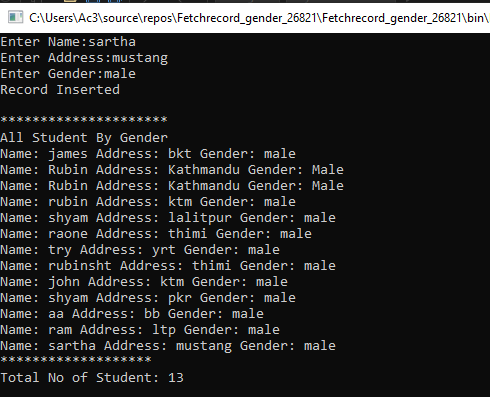 C:\Users\Ac3\source\repos\Fetchrecord_gender_26821\Fetchrecord_gender_26821\bin\
Enter Name:sartha
Enter Address:mustang
Enter Gender:male
Record Inserted
*********************
All Student By Gender
Name: james Address: bkt Gender: male
Name: Rubin Address: Kathmandu Gender: Male
Name: Rubin Address: Kathmandu Gender: Male
Name: rubin Address: ktm Gender: male
Name: shyam Address: lalitpur Gender: male
Name: raone Address: thimi Gender: male
Name: try Address: yrt Gender: male
Name: rubinsht Address: thimi Gender: male
Name: john Address: ktm Gender: male
Name: shyam Address: pkr Gender: male
Name: aa Address: bb Gender: male
Name: ram Address: ltp Gender: male
Name: sartha Address: mustang Gender: male
*******************
Total No of Student: 13